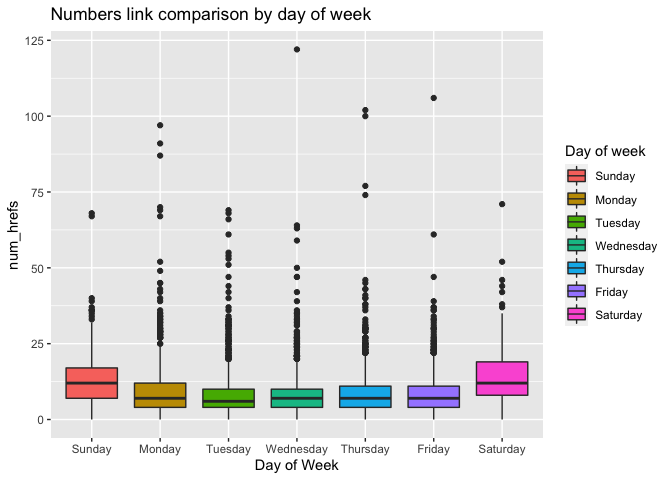 Numbers link comparison by day of week
125
100
75
50
25
0
num_hrefs
Sunday Monday Tuesday Wednesday Thursday Friday Saturday
Day of Week
Day of week
Sunday
Monday
Tuesday
Wednesday
Thursday
Friday
Saturday